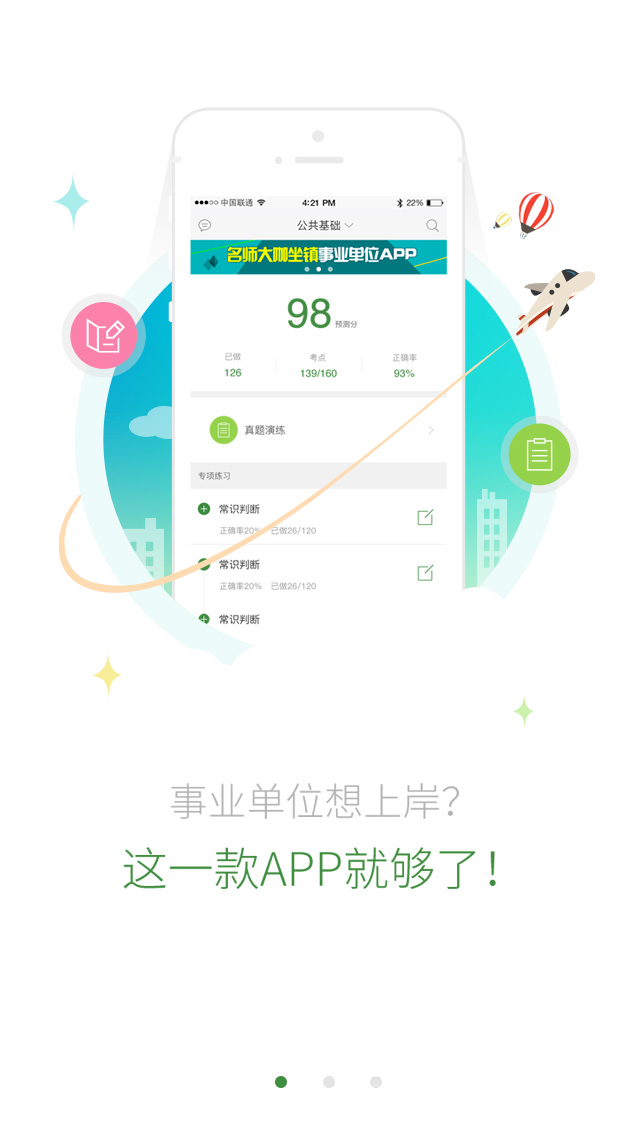 中国联通 4:21 PM 22%
公共基础
名师大咖坐镇事业单位APP
98 预测分
已做 考点 正确率
126 139/160 93%
真题演练
专项练习
常识判断
正确率20% 已做26/120
常识判断
正确率20% 已做26/120
常识判断
事业单位想上岸?
这一款APP就够了!